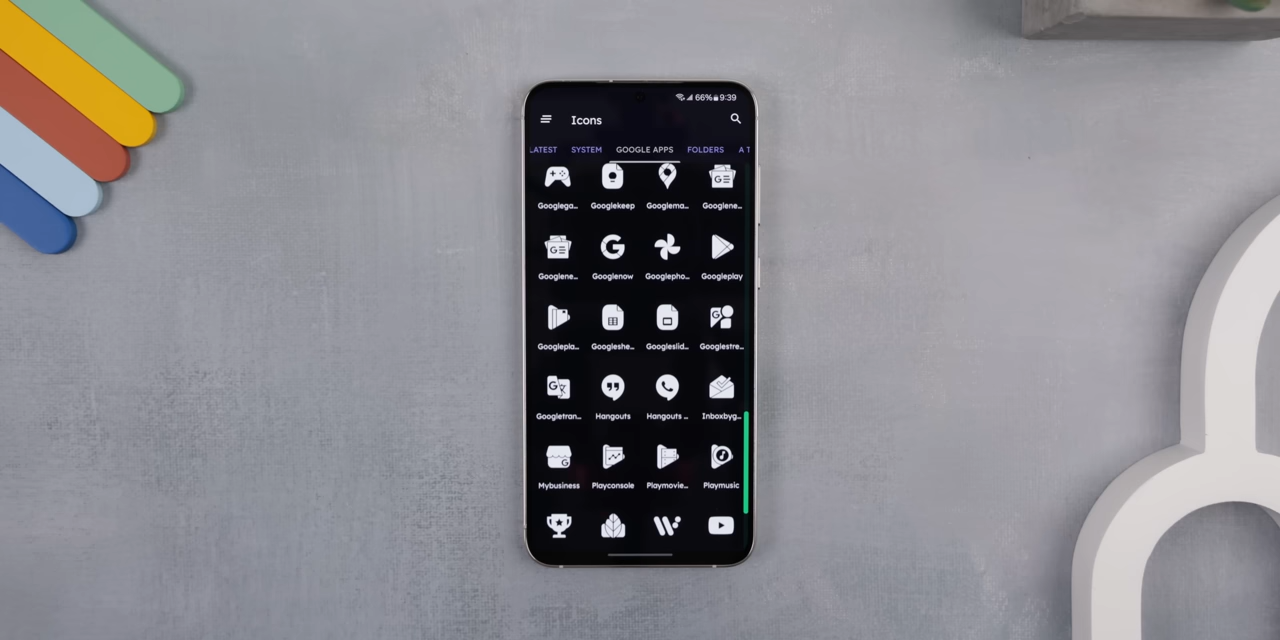 66% 9:39
Icons
LATEST SYSTEM GOOGLE APPS FOLDERS A T
Googlega... Googlekeep Googlema... Googlene...
Googlene... Googlenow Googlepho... Googleplay
Googlepla... Googleshe... Googleslid... Googlestre...
Googletran... Hangouts Hangouts ... Inboxbyg...
Mybusiness Playconsole Playmovie... Playmusic